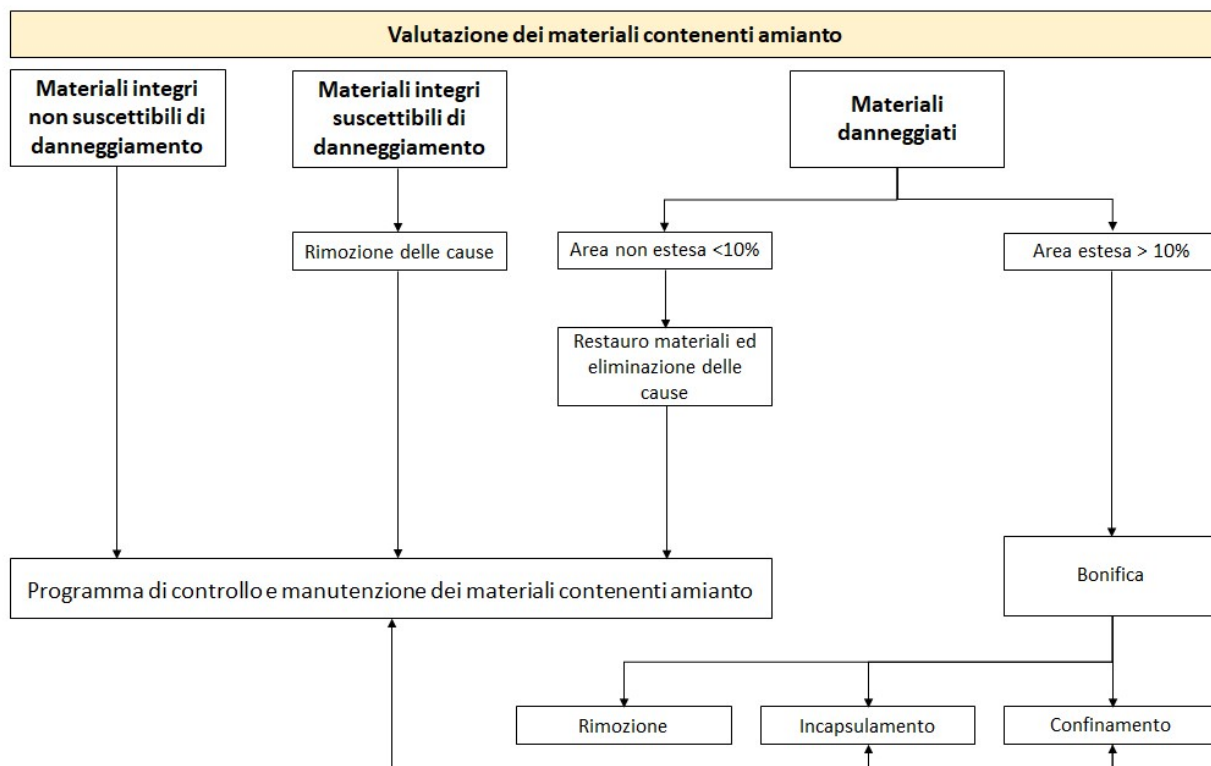 Valutazione dei materiali contenenti amianto
Materiali integri
non suscettibili di
danneggiamento
Materiali integri
suscettibili di
danneggiamento
Materiali
danneggiati
Rimozione delle cause
Area non estesa <10%
Area estesa > 10%
Restauro materiali ed
eliminazione delle
cause
Programma di controllo e manutenzione dei materiali contenenti amianto
Bonifica
Rimozione
Incapsulamento
Confinamento